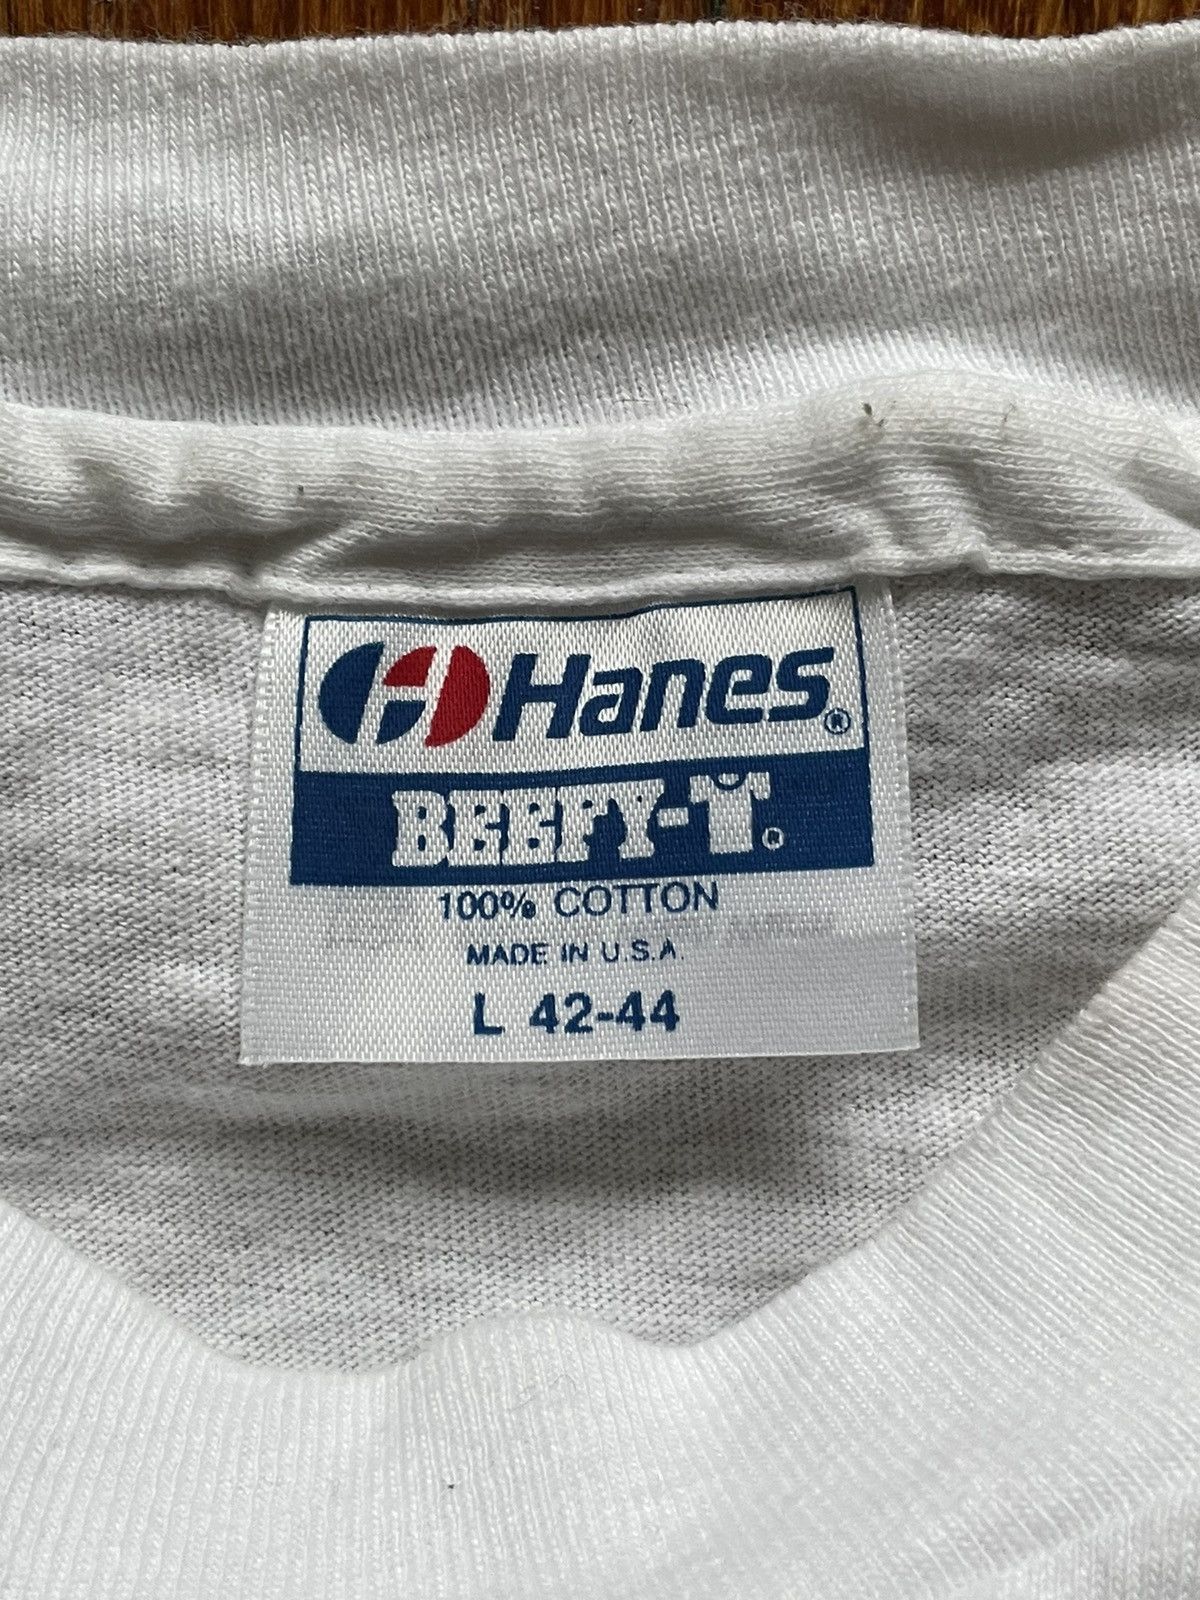 Hanes®
BEEFY-T®
100% COTTON
MADE IN U.S.A.
L 42-44